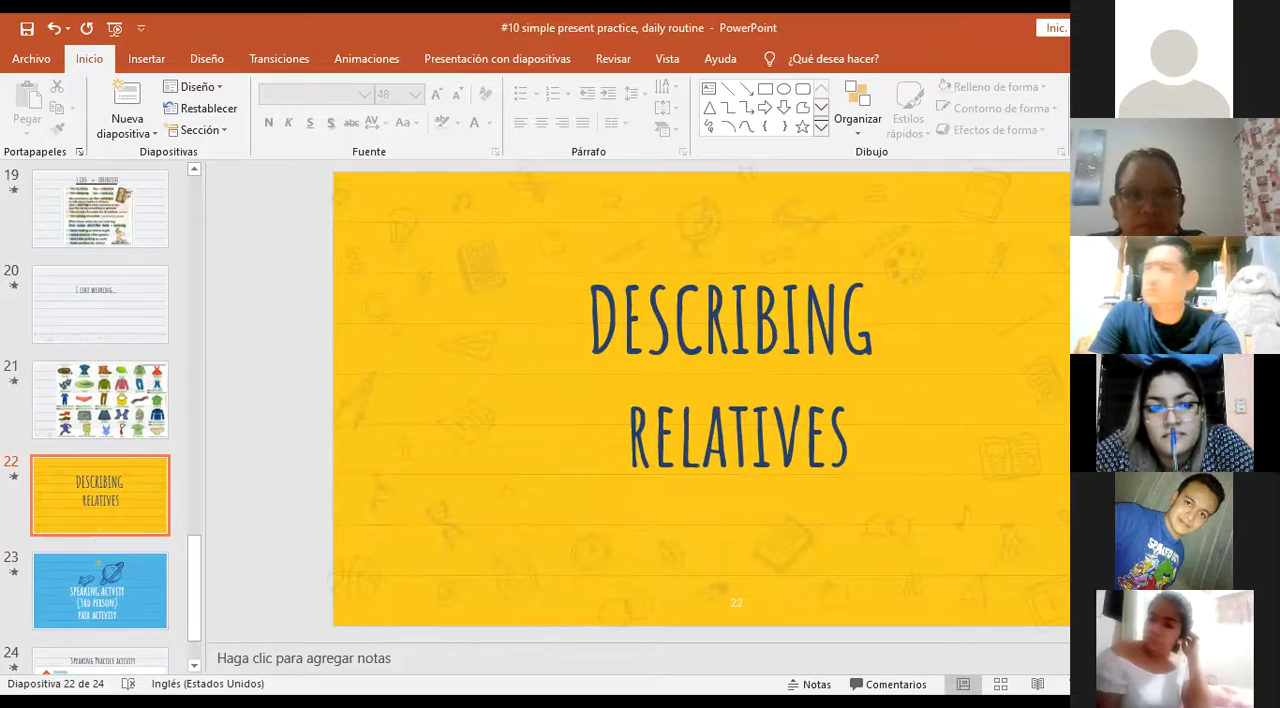 #10 simple present practice, daily routine - PowerPoint
Inic.
Archivo Inicio Insertar Diseño Transiciones Animaciones Presentación con diapositivas Revisar Vista Ayuda ¿Qué desea hacer?
Pegar
Nueva diapositiva
Diseño
Restablecer
Sección
48
N K S S abc AV Aa A
Organizar
Estilos rápidos
Relleno de forma
Contorno de forma
Efectos de forma
Portapapeles Diapositivas Fuente Párrafo Dibujo
19
20
I LIKE WEARING...
21
22
DESCRIBING
RELATIVES
23
SPEAKING ACTIVITY
(3RD PERSON)
PAIR ACTIVITY
24
SPEAKING PRACTICE ACTIVITY
DESCRIBING
RELATIVES
22
Haga clic para agregar notas
Diapositiva 22 de 24 Inglés (Estados Unidos) Notas Comentarios